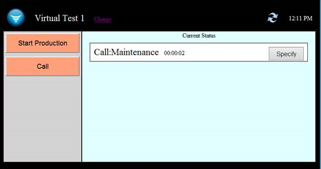 Virtual Test 1
Change
12:11 PM
Start Production
Call
Current Status
Call:Maintenance 00:00:02
Specify